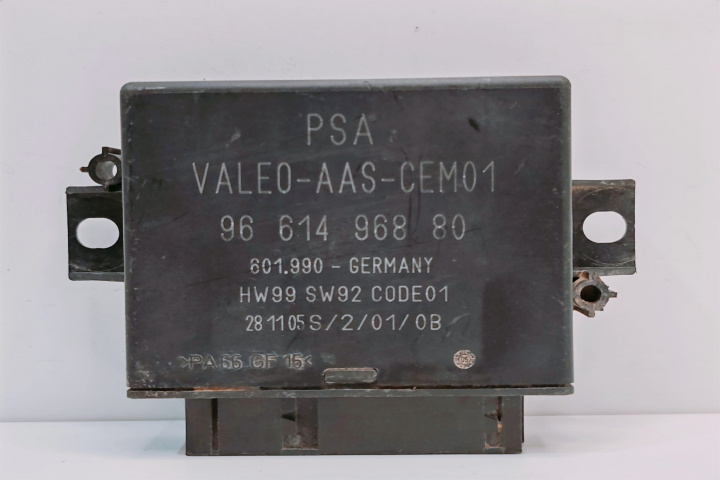 PSA
VALEO-AAS-CEM01
96 614 968 80
601.990 - GERMANY
HW99 SW92 CODE01
281105S/2/01/0B
>PA 66 GF 15<